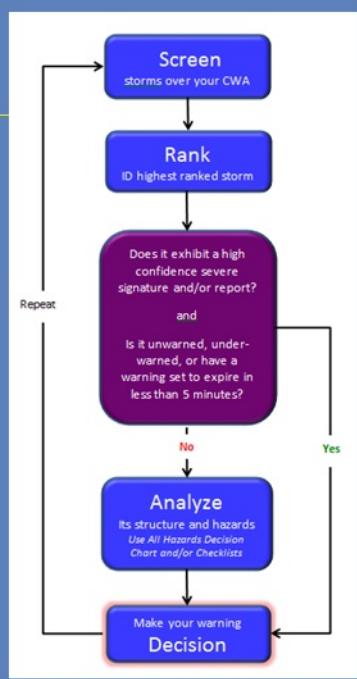 Screen
storms over your CWA
Rank
ID highest ranked storm
Does it exhibit a high
confidence severe
signature and/or report?
and
Is it unwarned, under-
warned, or have a
warning set to expire in
less than 5 minutes?
Repeat
No
Yes
Analyze
Its structure and hazards
Use All Hazards Decision
Chart and/or Checklists
Make your warning
Decision